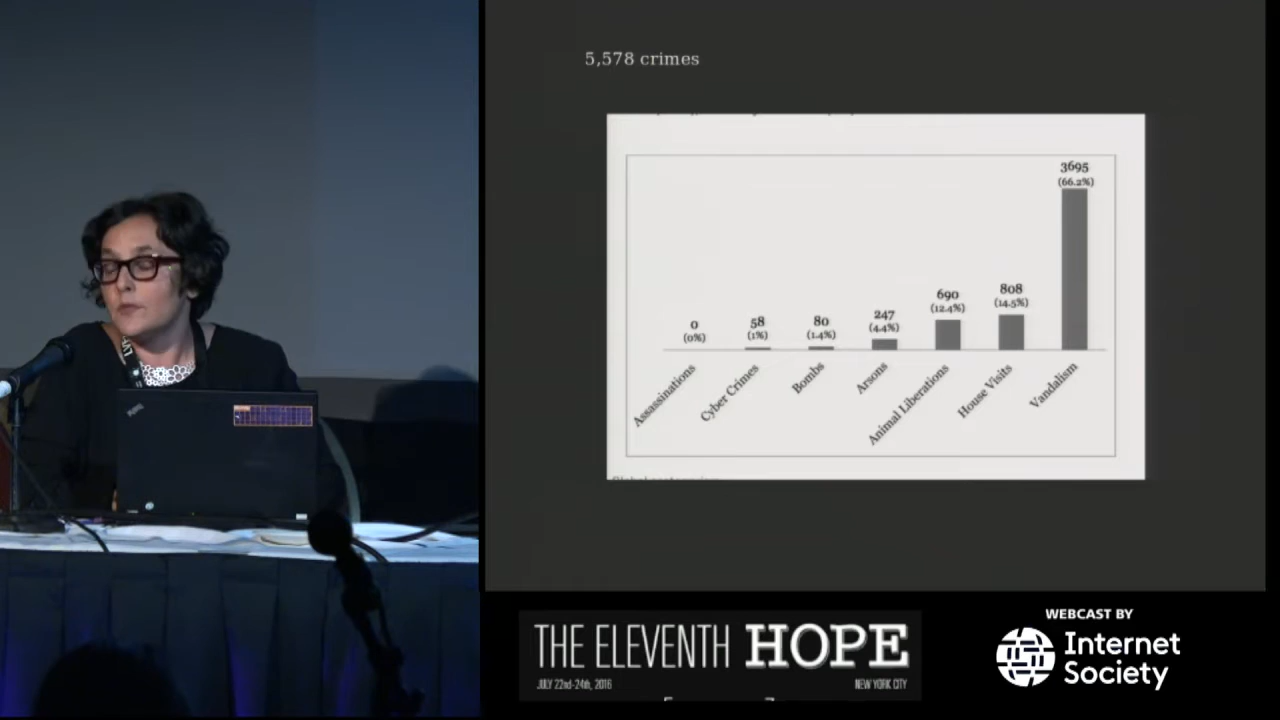 5,578 crimes
3695
(66.2%)
808
(14.5%)
690
(12.4%)
247
(4.4%)
80
(1.4%)
58
(1%)
0
(0%)
Assassinations
Cyber Crimes
Bombs
Arsons
Animal Liberations
House Visits
Vandalism
THE ELEVENTH HOPE
JULY 22nd-24th, 2016
NEW YORK CITY
WEBCAST BY
Internet
Society